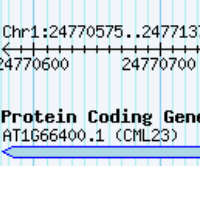 Chr1:24770575..2477137
24770600 24770700
Protein Coding Gene
AT1G66400.1 (CML23)